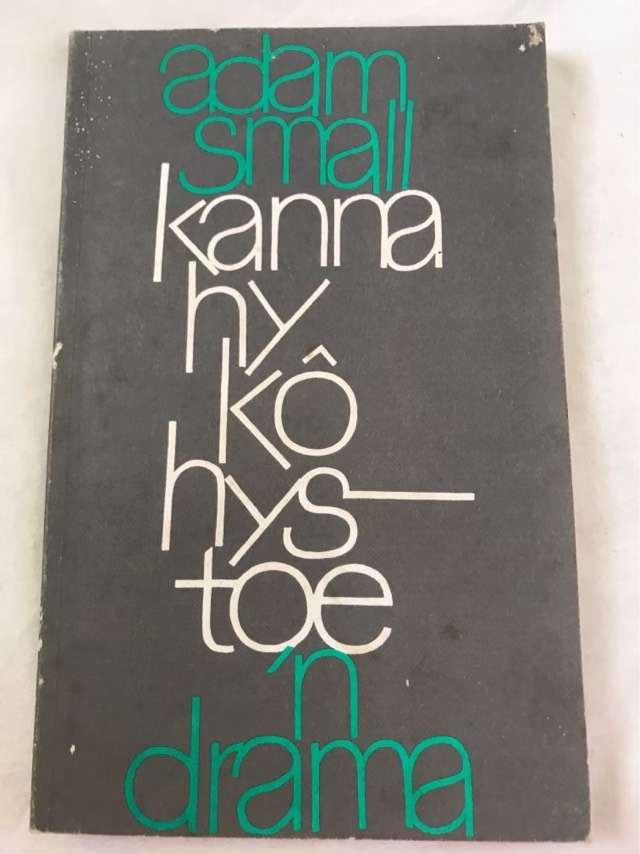 adam
small
kanna
hy
kô
hys—
toe
'n
drama